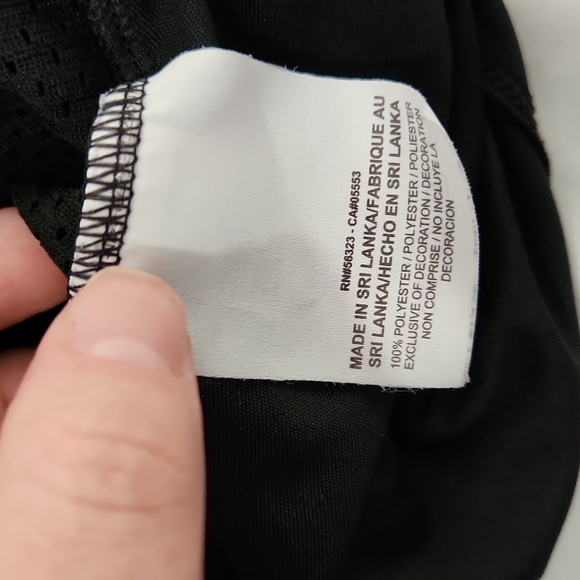 RN#56323 - CA#05553
MADE IN SRI LANKA/FABRIQUE AU
SRI LANKA/HECHO EN SRI LANKA
100% POLYESTER / POLYESTER / POLIESTER
EXCLUSIVE OF DECORATION / DECORATION
NON COMPRISE / NO INCLUYE LA
DECORACION